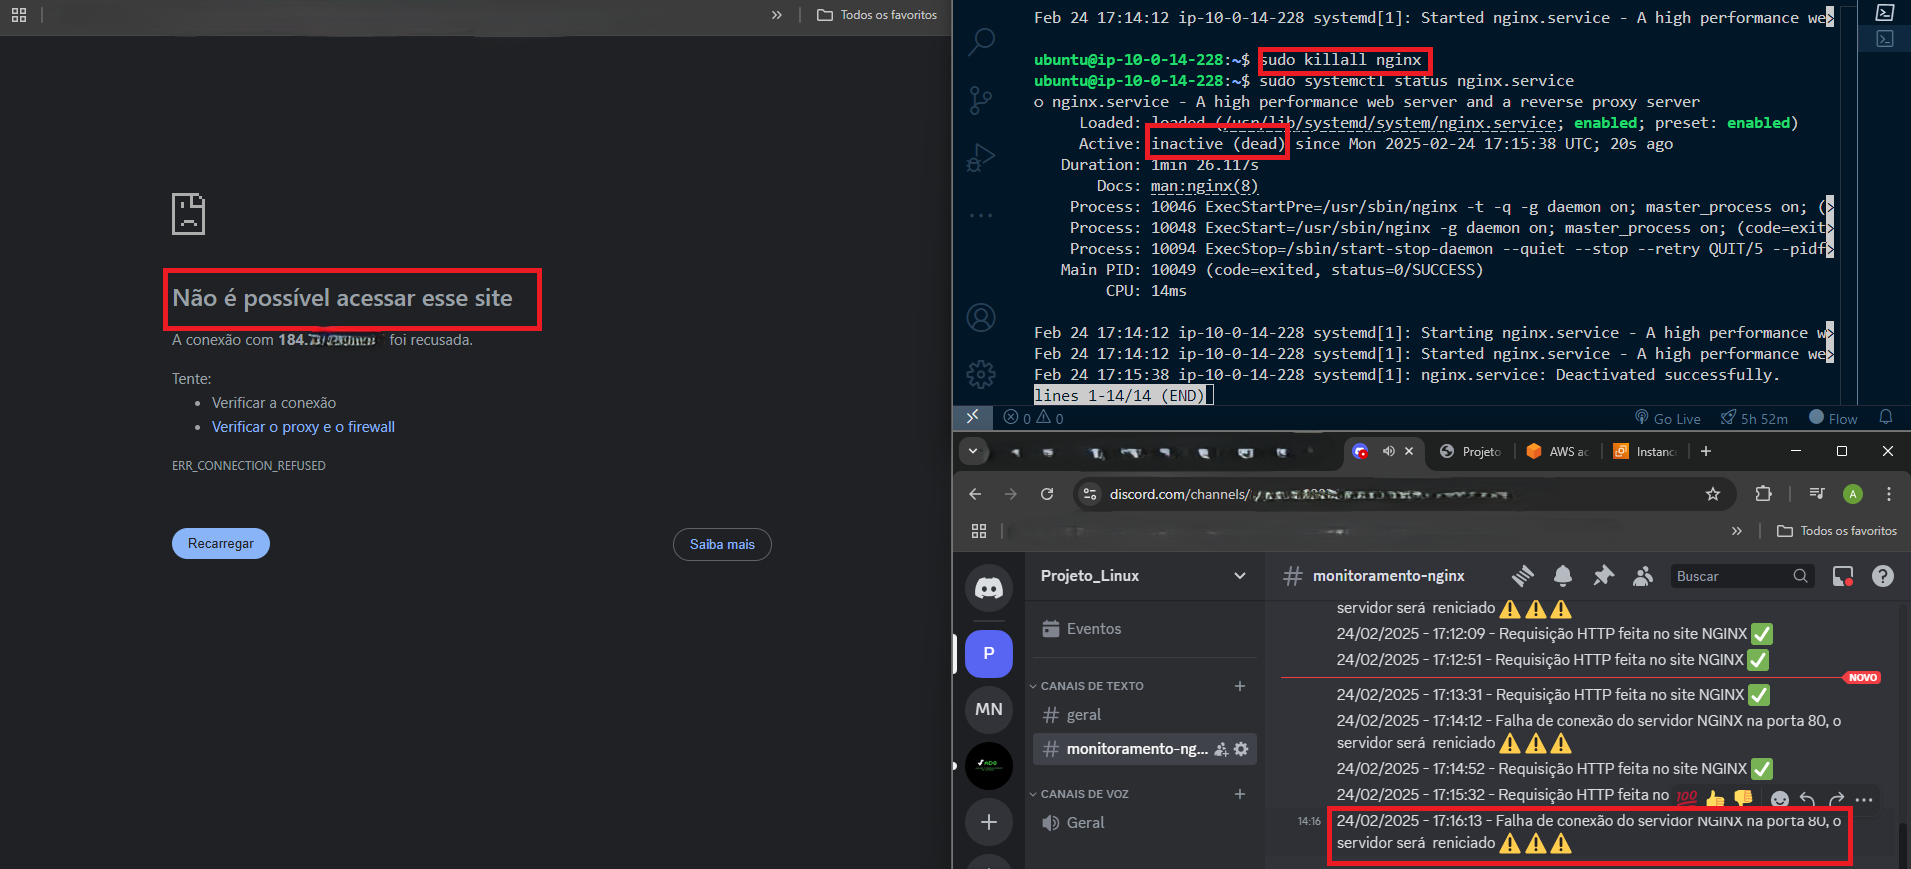 Todos os favoritos
Não é possível acessar esse site
A conexão com 184. foi recusada.
Tente:
Verificar a conexão
Verificar o proxy e o firewall
ERR_CONNECTION_REFUSED
Recarregar
Saiba mais
Feb 24 17:14:12 ip-10-0-14-228 systemd[1]: Started nginx.service - A high performance we>
ubuntu@ip-10-0-14-228:~$ sudo killall nginx
ubuntu@ip-10-0-14-228:~$ sudo systemctl status nginx.service
o nginx.service - A high performance web server and a reverse proxy server
Loaded: loaded (/usr/lib/systemd/system/nginx.service; enabled; preset: enabled)
Active: inactive (dead) since Mon 2025-02-24 17:15:38 UTC; 20s ago
Duration: 1min 26.117s
Docs: man:nginx(8)
Process: 10046 ExecStartPre=/usr/sbin/nginx -t -q -g daemon on; master_process on; (>
Process: 10048 ExecStart=/usr/sbin/nginx -g daemon on; master_process on; (code=exit>
Process: 10094 ExecStop=/sbin/start-stop-daemon --quiet --stop --retry QUIT/5 --pidf>
Main PID: 10049 (code=exited, status=0/SUCCESS)
CPU: 14ms
Feb 24 17:14:12 ip-10-0-14-228 systemd[1]: Starting nginx.service - A high performance w>
Feb 24 17:14:12 ip-10-0-14-228 systemd[1]: Started nginx.service - A high performance we>
Feb 24 17:15:38 ip-10-0-14-228 systemd[1]: nginx.service: Deactivated successfully.
lines 1-14/14 (END)
0 0
Go Live 5h 52m Flow
Projeto AWS ac Instanc
discord.com/channels/ A
Todos os favoritos
Projeto_Linux
monitoramento-nginx
Buscar
P
MN
Eventos
CANAIS DE TEXTO
geral
monitoramento-ng...
CANAIS DE VOZ
Geral
servidor será reniciado ⚠️⚠️⚠️
24/02/2025 - 17:12:09 - Requisição HTTP feita no site NGINX ✅
24/02/2025 - 17:12:51 - Requisição HTTP feita no site NGINX ✅
NOVO
24/02/2025 - 17:13:31 - Requisição HTTP feita no site NGINX ✅
24/02/2025 - 17:14:12 - Falha de conexão do servidor NGINX na porta 80, o
servidor será reniciado ⚠️⚠️⚠️
24/02/2025 - 17:14:52 - Requisição HTTP feita no site NGINX ✅
24/02/2025 - 17:15:32 - Requisição HTTP feita no 💯 👍 👎
14:16 24/02/2025 - 17:16:13 - Falha de conexão do servidor NGINX na porta 80, o
servidor será reniciado ⚠️⚠️⚠️